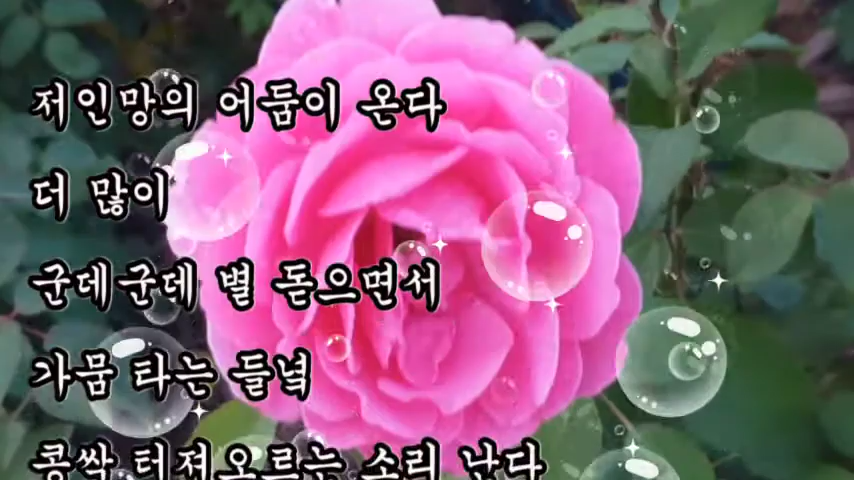 저인망의 어둠이 온다
더 많이
군데군데 별 돋으면서
가뭄 타는 들녘
콩싹 터져오르는 소리 난다